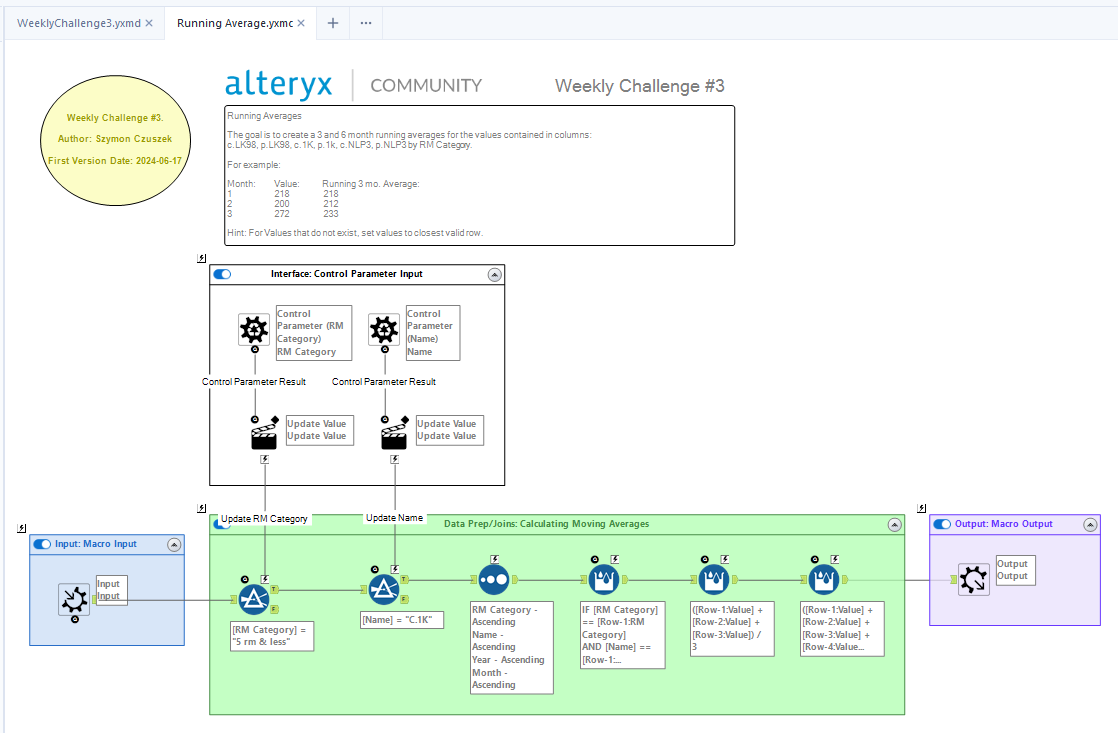 WeeklyChallenge3.yxmd
Running Average.yxmc
alteryx
COMMUNITY
Weekly Challenge #3
Weekly Challenge #3.
Author: Szymon Czuszek
First Version Date: 2024-06-17
Running Averages
The goal is to create a 3 and 6 month running averages for the values contained in columns:
c.LK98, p.LK98, c.1K, p.1k, c.NLP3, p.NLP3 by RM Category.
For example:
Month: Value: Running 3 mo. Average:
1 218 218
2 200 212
3 272 233
Hint: For Values that do not exist, set values to closest valid row.
Interface: Control Parameter Input
Control
Parameter (RM
Category)
RM Category
Control
Parameter
(Name)
Name
Control Parameter Result
Control Parameter Result
Update Value
Update Value
Update Value
Update Value
Update RM Category
Update Name
Data Prep/Joins: Calculating Moving Averages
Input: Macro Input
Input
Input
T
F
[RM Category] =
"5 rm & less"
T
F
[Name] = "C.1K"
RM Category -
Ascending
Name -
Ascending
Year - Ascending
Month -
Ascending
IF [RM Category]
== [Row-1:RM
Category]
AND [Name] ==
[Row-1:...
([Row-1:Value] +
[Row-2:Value] +
[Row-3:Value]) /
3
([Row-1:Value] +
[Row-2:Value] +
[Row-3:Value] +
[Row-4:Value...
Output: Macro Output
Output
Output